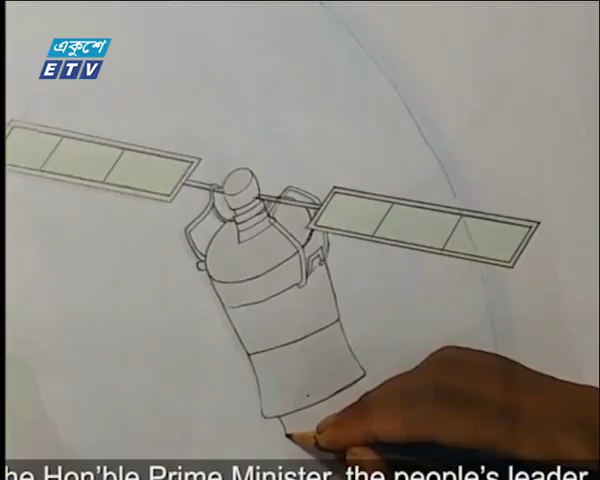 একুশে
ETV
he Hon'ble Prime Minister, the people's leader